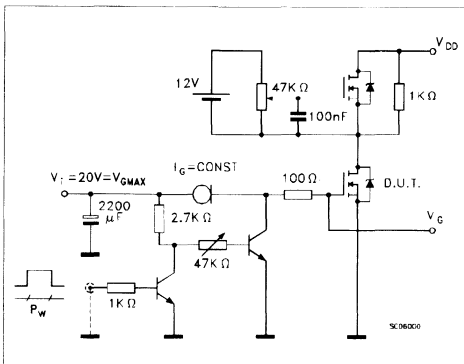 V_DD
12V
47KΩ
100nF
1KΩ
I_G=CONST
V_i=20V=V_GMAX
100Ω
D.U.T.
2200
μF
2.7KΩ
V_G
47KΩ
1KΩ
P_W
SC06000